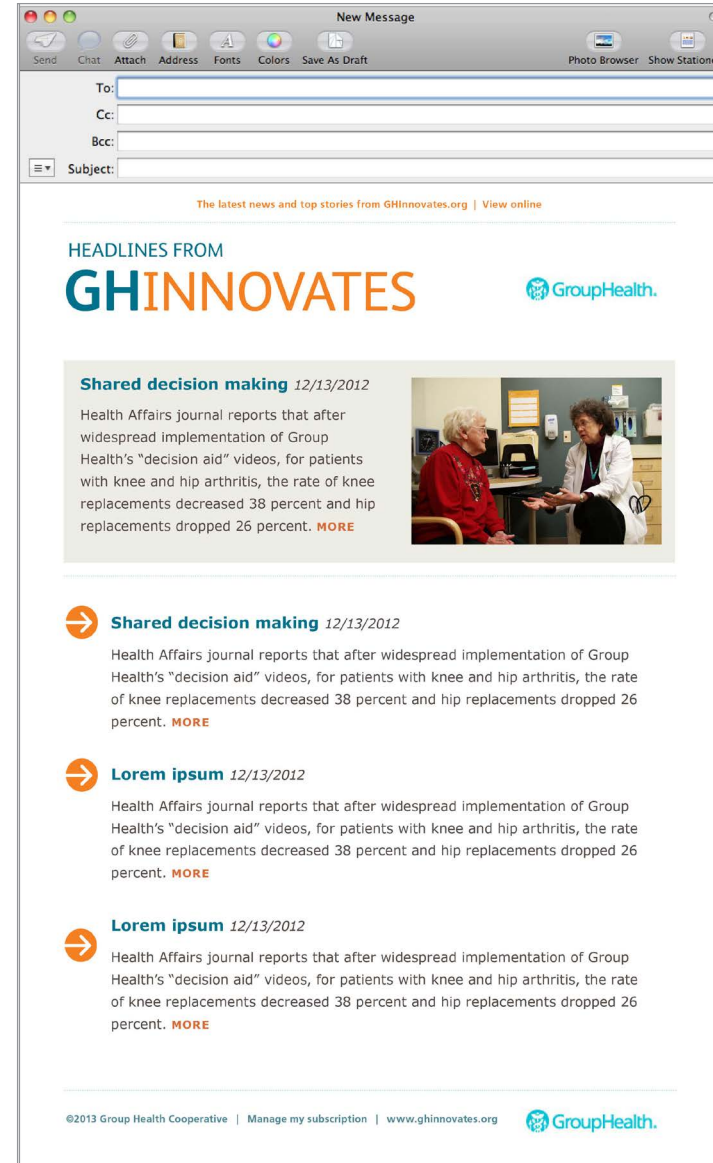 New Message
Send Chat Attach Address Fonts Colors Save As Draft Photo Browser Show
To:
Cc:
Bcc:
Subject:
The latest news and top stories from GHInnovates.org | View online
HEADLINES FROM
GHINNOVATES
GroupHealth.
Shared decision making 12/13/2012
Health Affairs journal reports that after
widespread implementation of Group
Health's “decision aid” videos, for patients
with knee and hip arthritis, the rate of knee
replacements decreased 38 percent and hip
replacements dropped 26 percent. MORE
Shared decision making 12/13/2012
Health Affairs journal reports that after widespread implementation of Group
Health's “decision aid” videos, for patients with knee and hip arthritis, the rate
of knee replacements decreased 38 percent and hip replacements dropped 26
percent. MORE
Lorem ipsum 12/13/2012
Health Affairs journal reports that after widespread implementation of Group
Health's “decision aid” videos, for patients with knee and hip arthritis, the rate
of knee replacements decreased 38 percent and hip replacements dropped 26
percent. MORE
Lorem ipsum 12/13/2012
Health Affairs journal reports that after widespread implementation of Group
Health's “decision aid” videos, for patients with knee and hip arthritis, the rate
of knee replacements decreased 38 percent and hip replacements dropped 26
percent. MORE
©2013 Group Health Cooperative | Manage my subscription | www.ghinnovates.org GroupHealth.